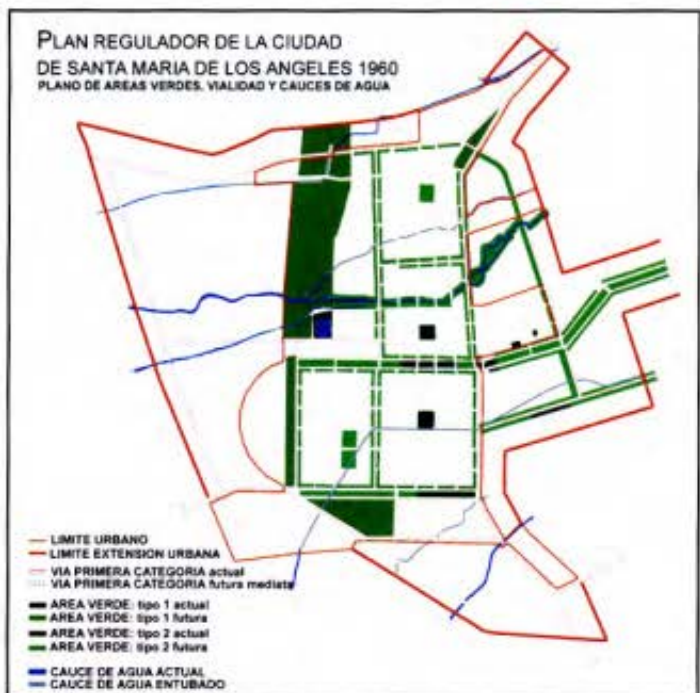 PLAN REGULADOR DE LA CIUDAD
DE SANTA MARIA DE LOS ANGELES 1960
PLANO DE AREAS VERDES, VIALIDAD Y CAUCES DE AGUA
LIMITE URBANO
LIMITE EXTENSION URBANA
VIA PRIMERA CATEGORIA actual
VIA PRIMERA CATEGORIA futura mediata
AREA VERDE: tipo 1 actual
AREA VERDE: tipo 1 futura
AREA VERDE: tipo 2 actual
AREA VERDE: tipo 2 futura
CAUCE DE AGUA ACTUAL
CAUCE DE AGUA ENTUBADO